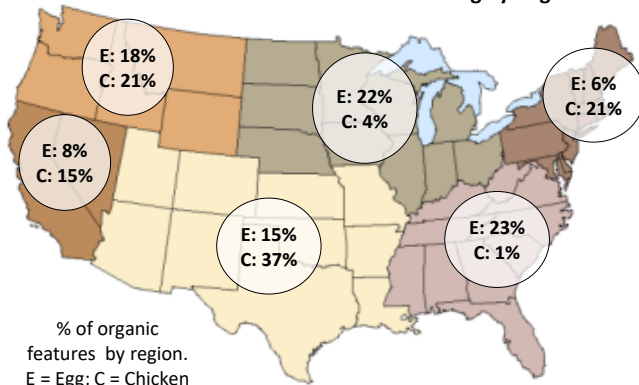 E: 18%
C: 21%
E: 22%
C: 4%
E: 6%
C: 21%
E: 8%
C: 15%
E: 15%
C: 37%
E: 23%
C: 1%
% of organic
features by region.
E = Egg; C = Chicken